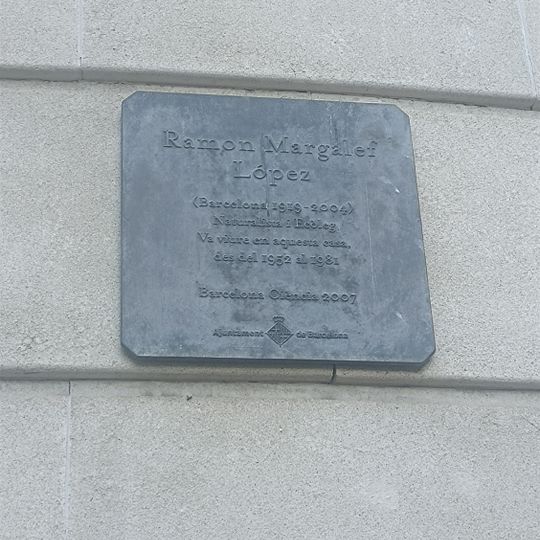 Ramon Margalef
López
(Barcelona 1919-2004)
Naturalista i Ecòleg.
Va viure en aquesta casa,
des del 1952 al 1981
Barcelona Ciència 2007
Ajuntament de Barcelona